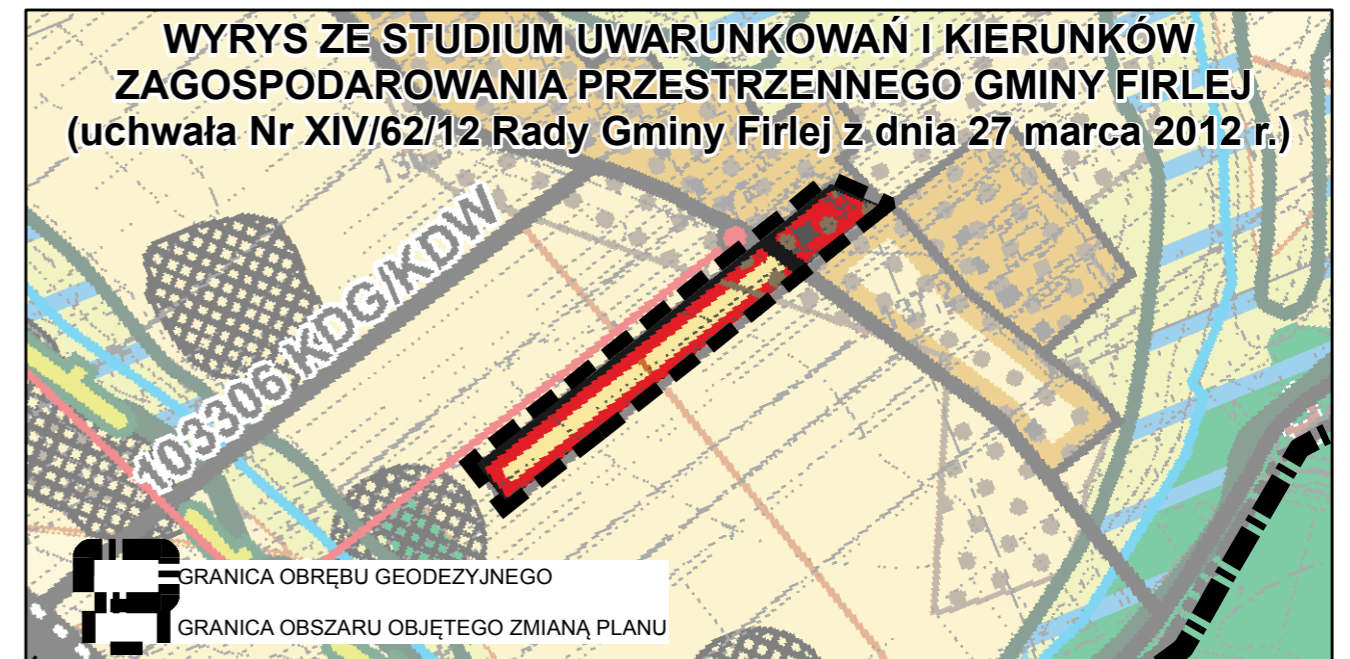 WYRYS ZE STUDIUM UWARUNKOWAŃ I KIERUNKÓW
ZAGOSPODAROWANIA PRZESTRZENNEGO GMINY FIRLEJ
(uchwała Nr XIV/62/12 Rady Gminy Firlej z dnia 27 marca 2012 r.)
103306 KDG/KDW
GRANICA OBRĘBU GEODEZYJNEGO
GRANICA OBSZARU OBJĘTEGO ZMIANĄ PLANU